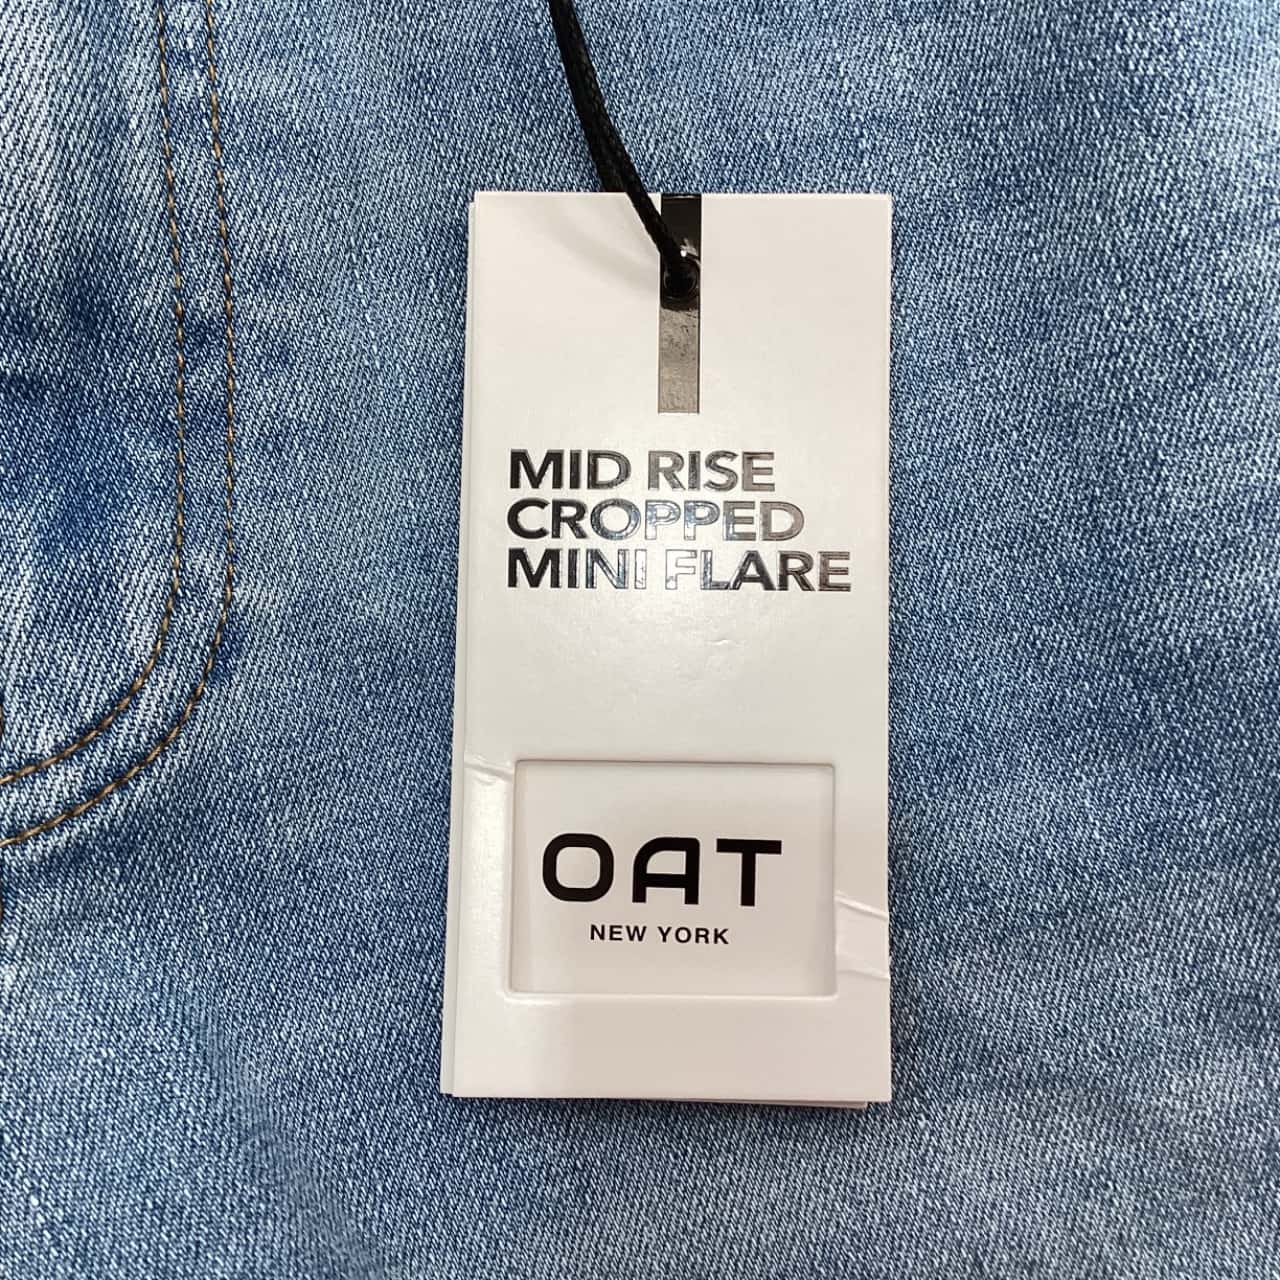 MID RISE
CROPPED
MINI FLARE
OAT
NEW YORK